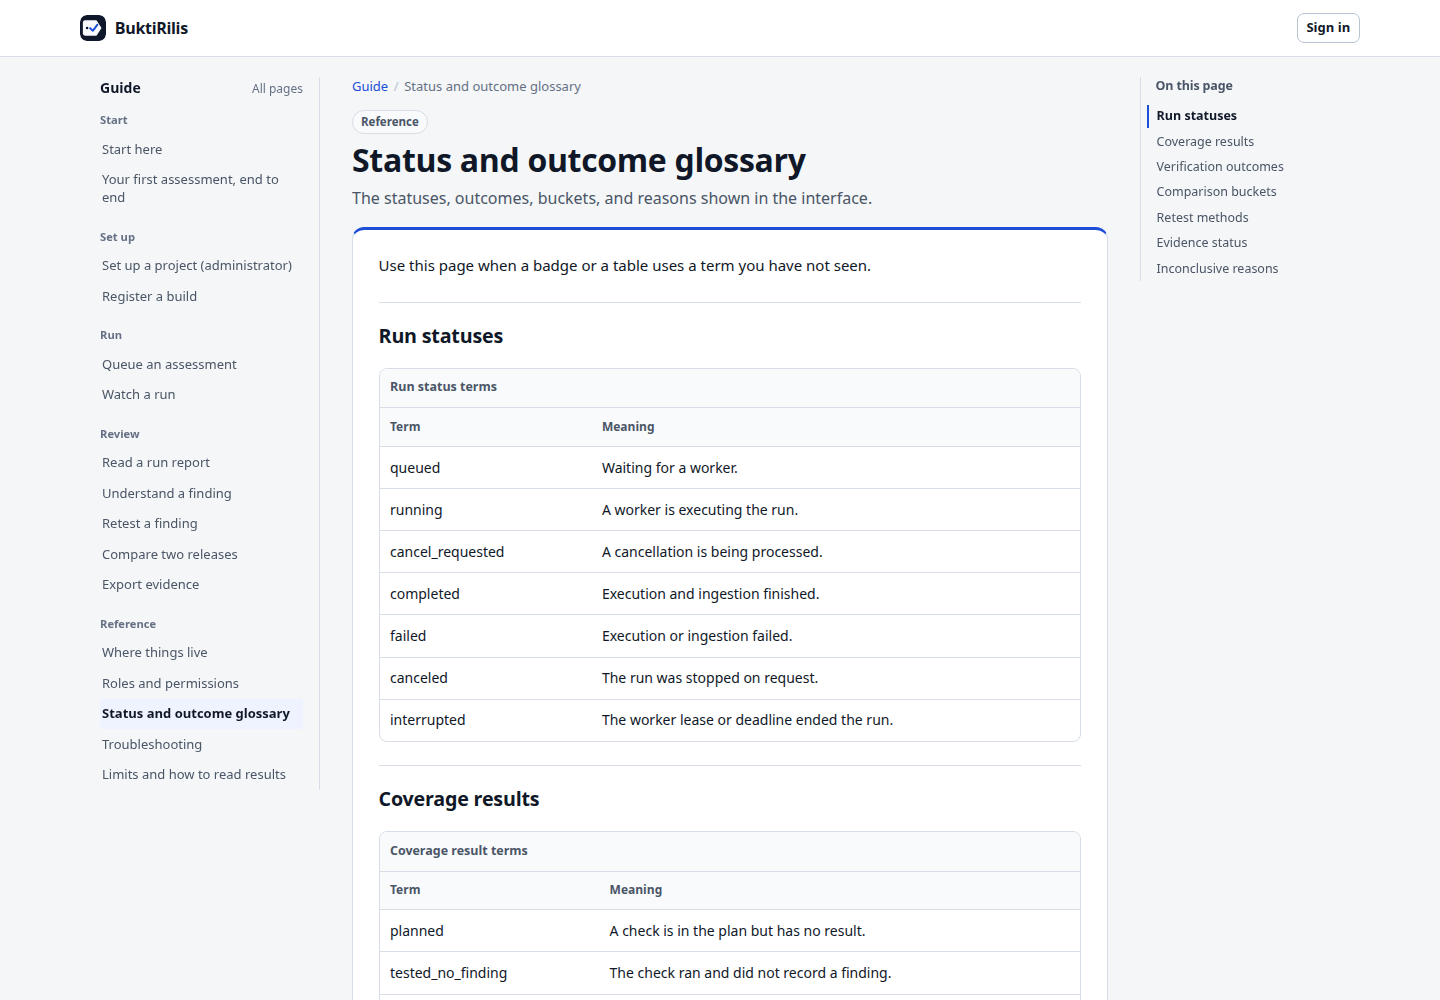 BuktiRilis
Sign in
Guide
All pages
Start
Start here
Your first assessment, end to
end
Set up
Set up a project (administrator)
Register a build
Run
Queue an assessment
Watch a run
Review
Read a run report
Understand a finding
Retest a finding
Compare two releases
Export evidence
Reference
Where things live
Roles and permissions
Status and outcome glossary
Troubleshooting
Limits and how to read results
Guide / Status and outcome glossary
Reference
Status and outcome glossary
The statuses, outcomes, buckets, and reasons shown in the interface.
Use this page when a badge or a table uses a term you have not seen.
Run statuses
Run status terms
Term Meaning
queued Waiting for a worker.
running A worker is executing the run.
cancel_requested A cancellation is being processed.
completed Execution and ingestion finished.
failed Execution or ingestion failed.
canceled The run was stopped on request.
interrupted The worker lease or deadline ended the run.
Coverage results
Coverage result terms
Term Meaning
planned A check is in the plan but has no result.
tested_no_finding The check ran and did not record a finding.
On this page
Run statuses
Coverage results
Verification outcomes
Comparison buckets
Retest methods
Evidence status
Inconclusive reasons